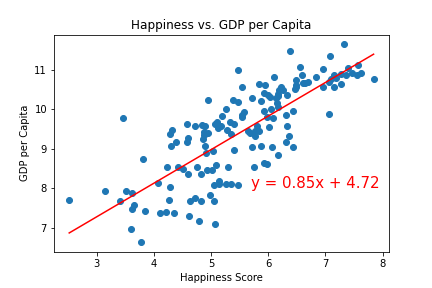 Happiness vs. GDP per Capita
11
10
9
8
7
GDP per Capita
y = 0.85x + 4.72
3 4 5 6 7 8
Happiness Score